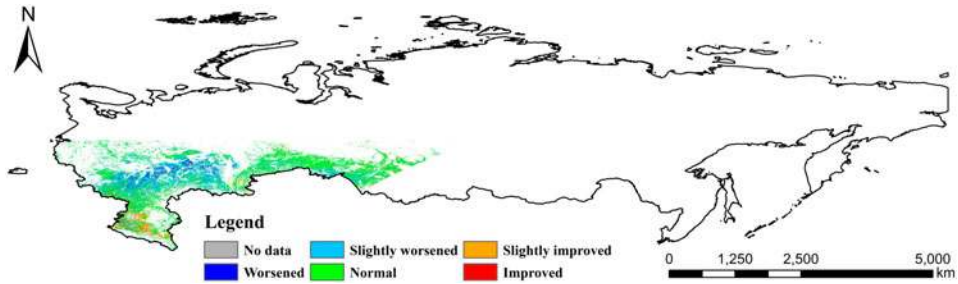 N
Legend
No data Slightly worsened Slightly improved
Worsened Normal Improved
0 1,250 2,500 5,000
km